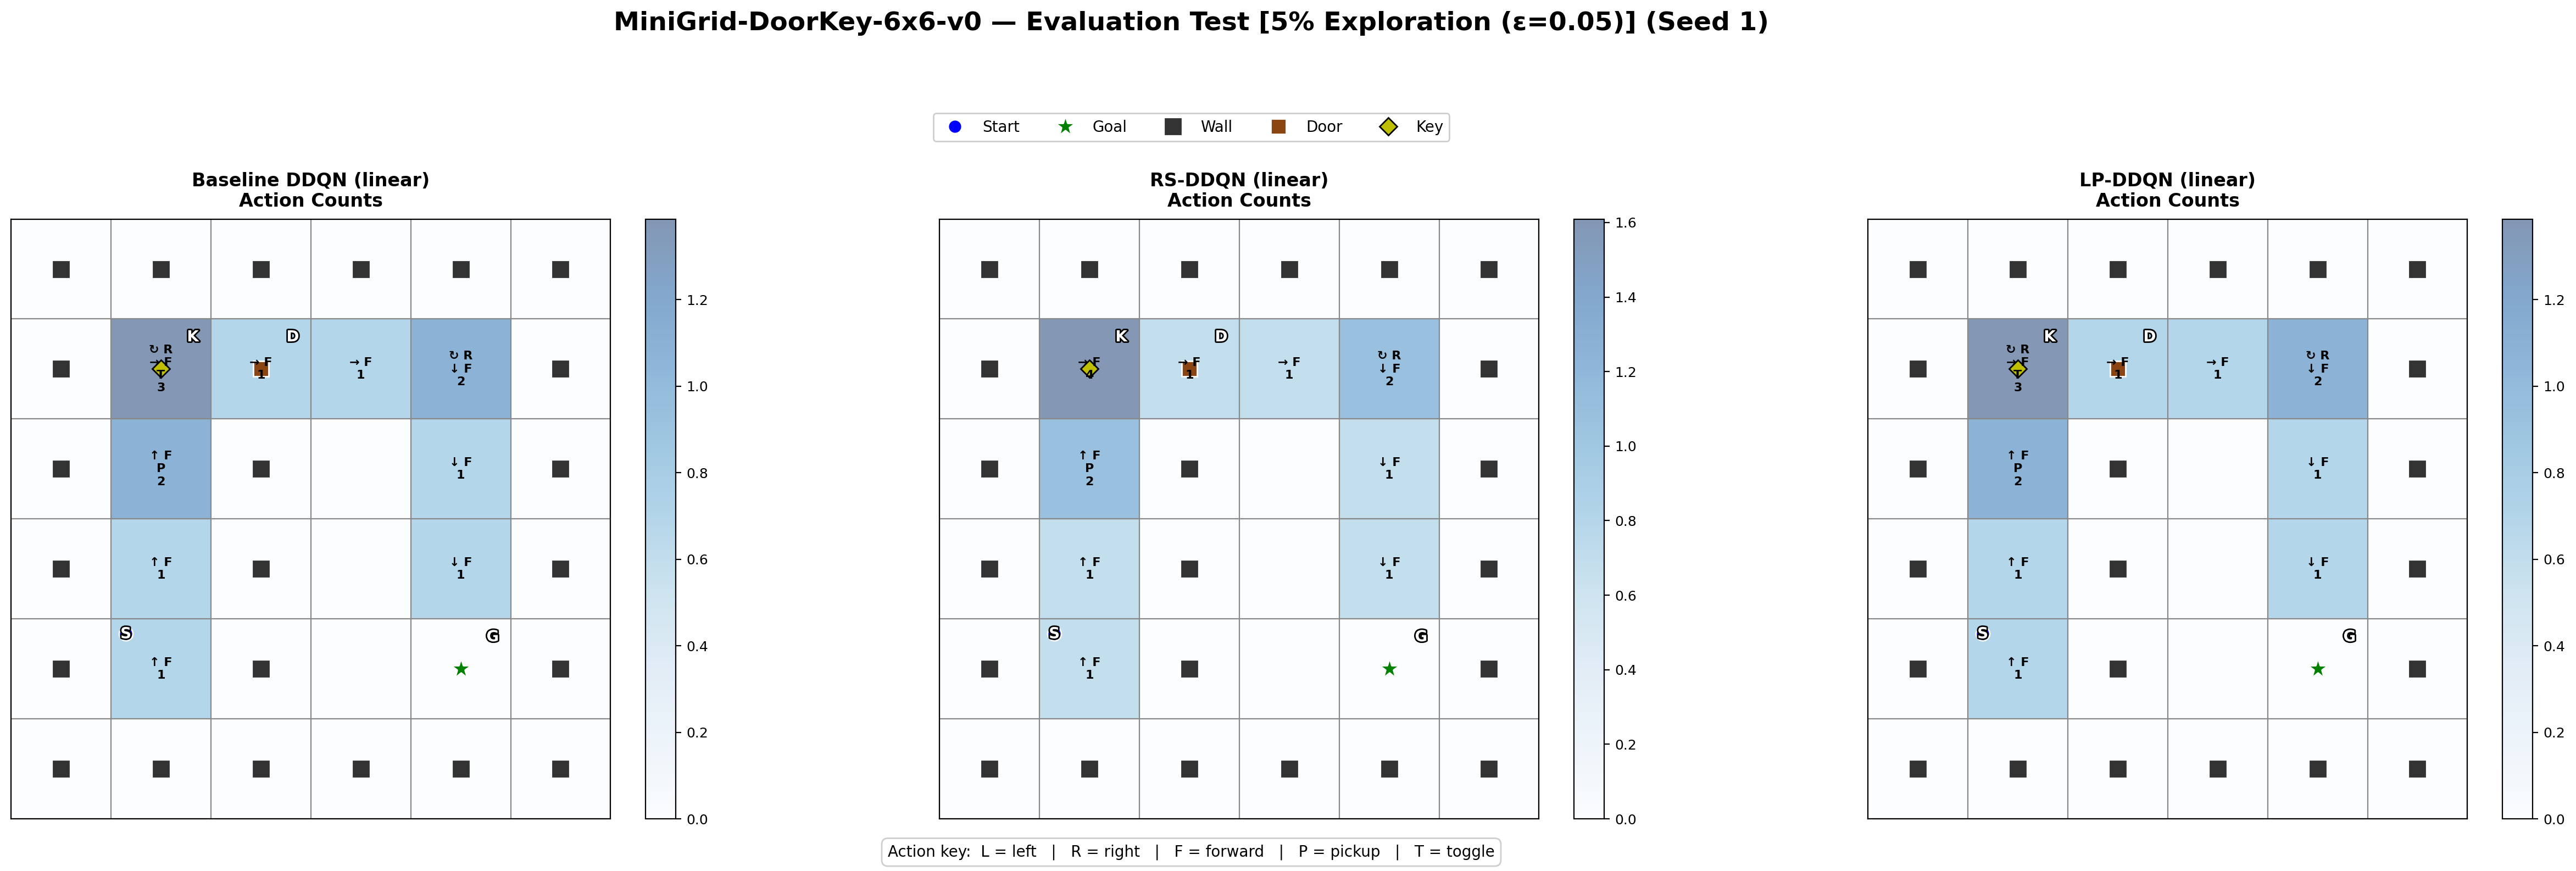 MiniGrid-DoorKey-6x6-v0 — Evaluation Test [5% Exploration (ε=0.05)] (Seed 1)
Start Goal Wall Door Key
Baseline DDQN (linear)
Action Counts
K
D
↻ R
→ F
T
3
→ F
1
→ F
1
↻ R
↓ F
2
↑ F
P
2
↓ F
1
↑ F
1
↓ F
1
S
G
↑ F
1
1.2
1.0
0.8
0.6
0.4
0.2
0.0
RS-DDQN (linear)
Action Counts
K
D
→ F
4
→ F
1
→ F
1
↻ R
↓ F
2
↑ F
P
2
↓ F
1
↑ F
1
↓ F
1
S
G
↑ F
1
1.6
1.4
1.2
1.0
0.8
0.6
0.4
0.2
0.0
LP-DDQN (linear)
Action Counts
K
D
↻ R
→ F
T
3
→ F
1
→ F
1
↻ R
↓ F
2
↑ F
P
2
↓ F
1
↑ F
1
↓ F
1
S
G
↑ F
1
1.2
1.0
0.8
0.6
0.4
0.2
0.0
Action key: L = left | R = right | F = forward | P = pickup | T = toggle